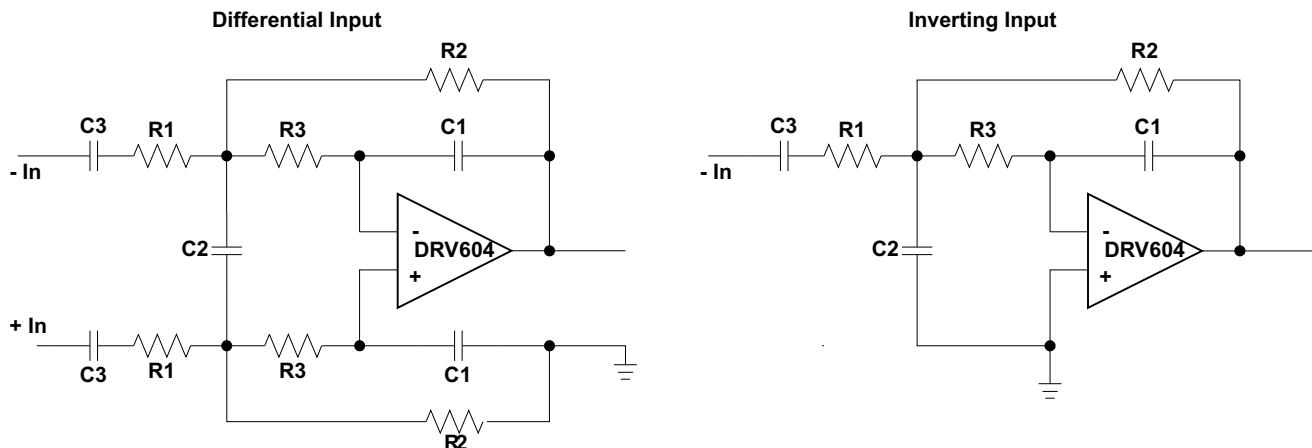 Differential Input
R2
C3
R1
R3
C1
- In
C2
-
DRV604
+
+ In
C3
R1
R3
C1
R2
Inverting Input
R2
C3
R1
R3
C1
- In
C2
-
DRV604
+